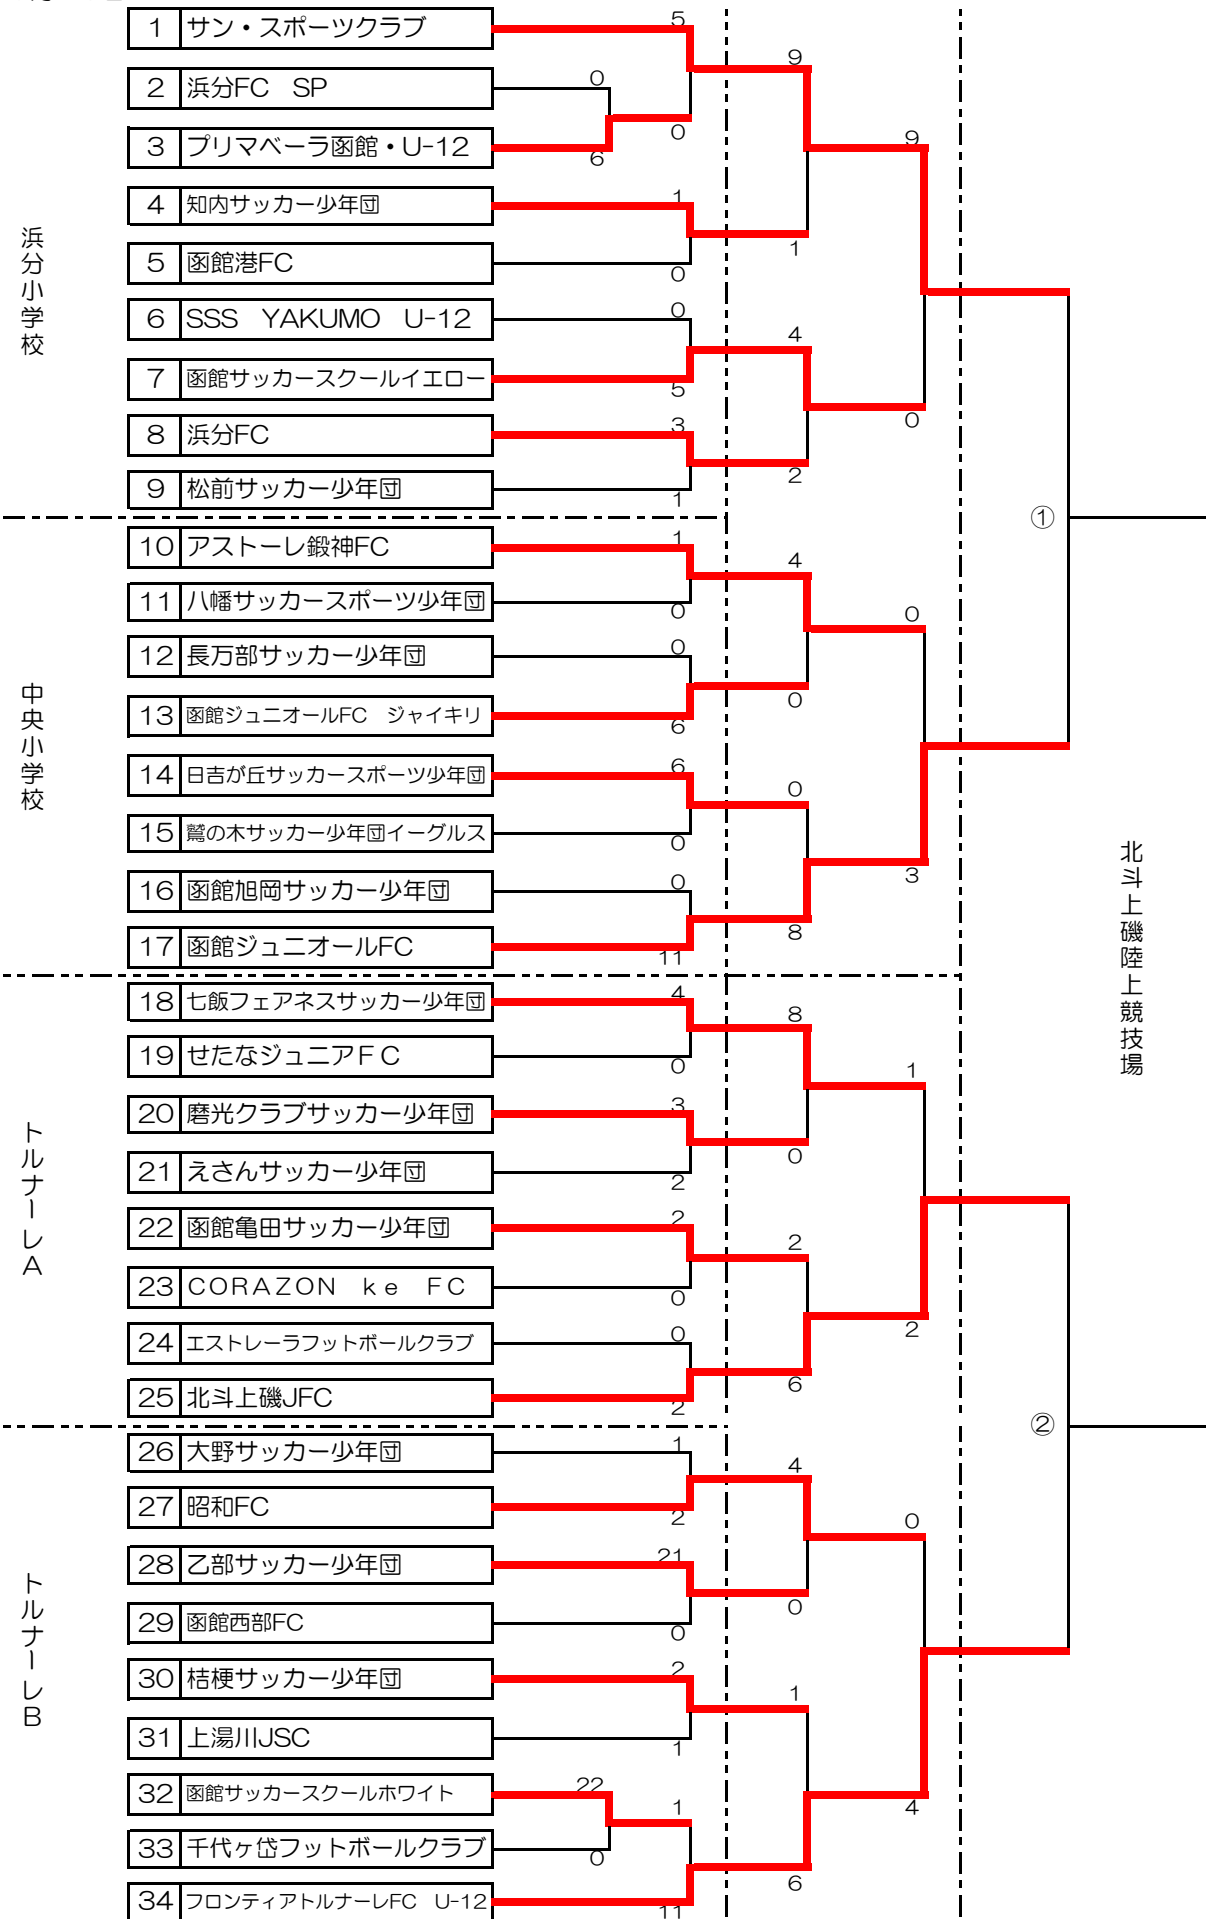 1 サン・スポーツクラブ 5
9
2 浜分FC SP 0
0
9
3 プリマベーラ函館・U-12 6
4 知内サッカー少年団 1
1
5 函館港FC 0
6 SSS YAKUMO U-12 0
4
7 函館サッカースクールイエロー 5
0
8 浜分FC 3
2
9 松前サッカー少年団 1
浜分小学校
①
10 アストーレ鍛神FC 1
4
11 八幡サッカースポーツ少年団 0
0
12 長万部サッカー少年団 0
0
13 函館ジュニオールFC ジャイキリ 6
14 日吉が丘サッカースポーツ少年団 6
0
15 鷲の木サッカー少年団イーグルス 0
3
16 函館旭岡サッカー少年団 0
8
17 函館ジュニオールFC 11
中央小学校
北斗上磯陸上競技場
18 七飯フェアネスサッカー少年団 4
8
19 せたなジュニアFC 0
1
20 磨光クラブサッカー少年団 3
0
21 えさんサッカー少年団 2
22 函館亀田サッカー少年団 2
2
23 CORAZON ke FC 0
2
24 エストレーラフットボールクラブ 0
6
25 北斗上磯JFC 2
トルナーレA
②
26 大野サッカー少年団 1
4
27 昭和FC 2
0
28 乙部サッカー少年団 21
0
29 函館西部FC 0
30 桔梗サッカー少年団 2
1
31 上湯川JSC 1
32 函館サッカースクールホワイト 22
1
4
33 千代ヶ岱フットボールクラブ 0
6
34 フロンティアトルナーレFC U-12 11
トルナーレB